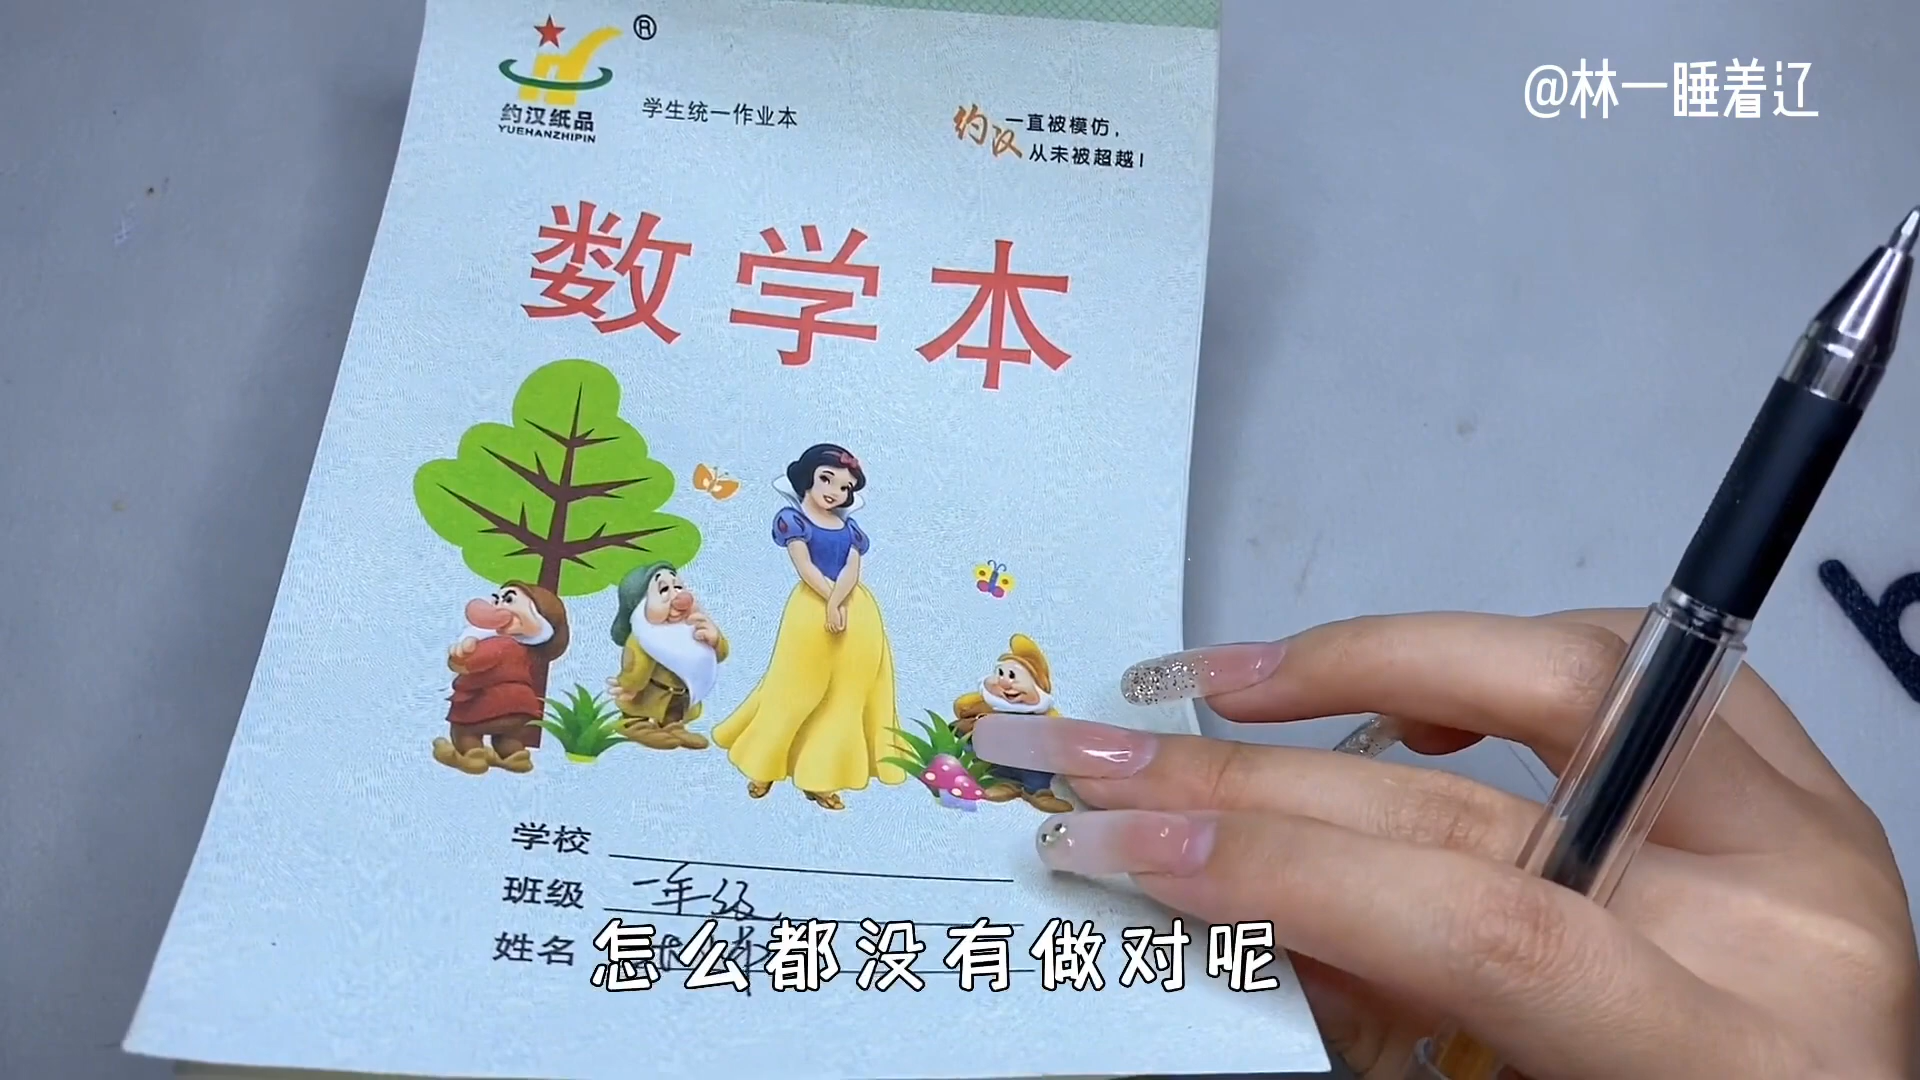 @林一睡着辽
®
约汉纸品
YUEHANZHIPIN
学生统一作业本
约汉 一直被模仿,
从未被超越!
数学本
学校
班级 一年级
姓名
怎么都没有做对呢